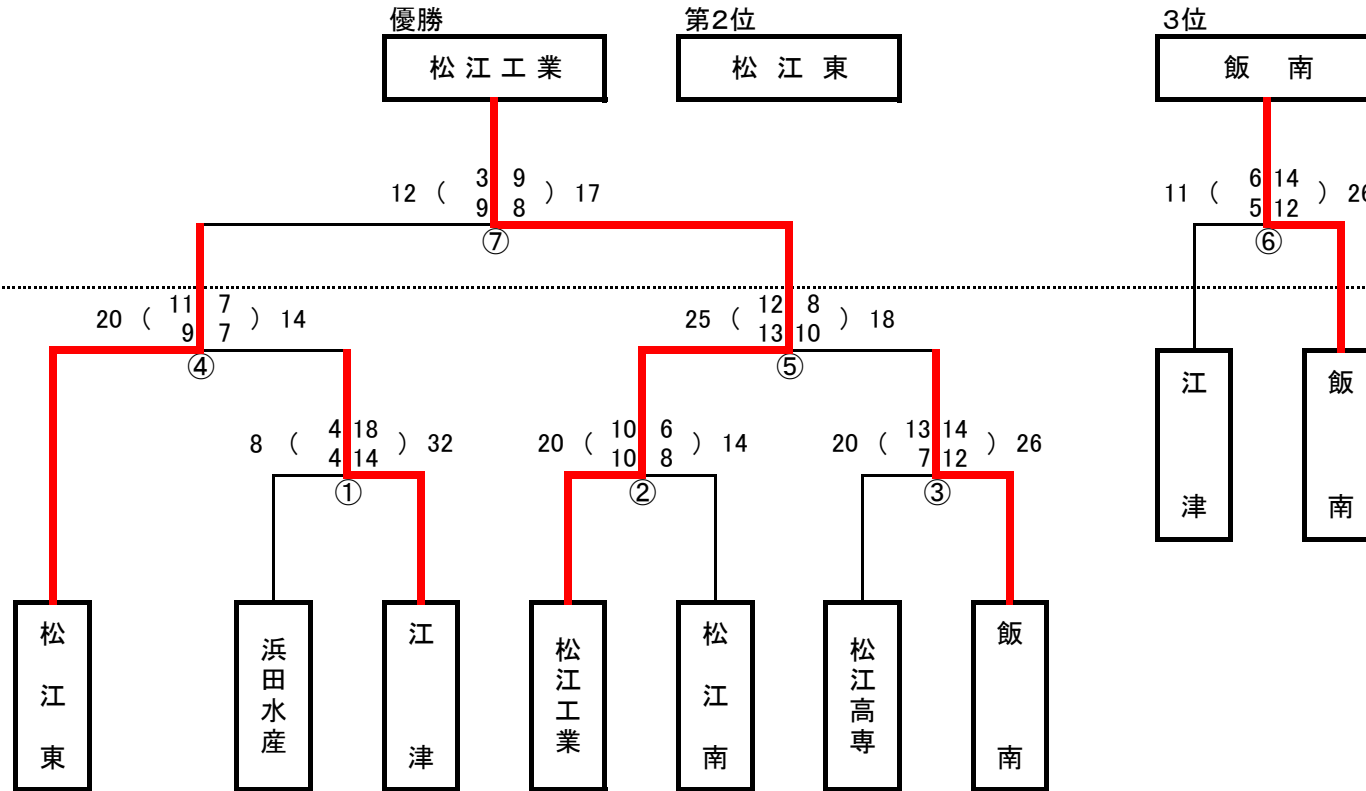 優勝 第2位 3位
松江工業 松江東 飯南
3 9 6 14
12 ( ) 17 11 ( ) 26
9 8 5 12
⑦ ⑥
11 7 12 8
20 ( ) 14 25 ( ) 18
9 7 13 10
④ ⑤
江津 飯南
4 18 10 6 13 14
8 ( ) 32 20 ( ) 14 20 ( ) 26
4 14 10 8 7 12
① ② ③
松江東 浜田水産 江津 松江工業 松江南 松江高専 飯南